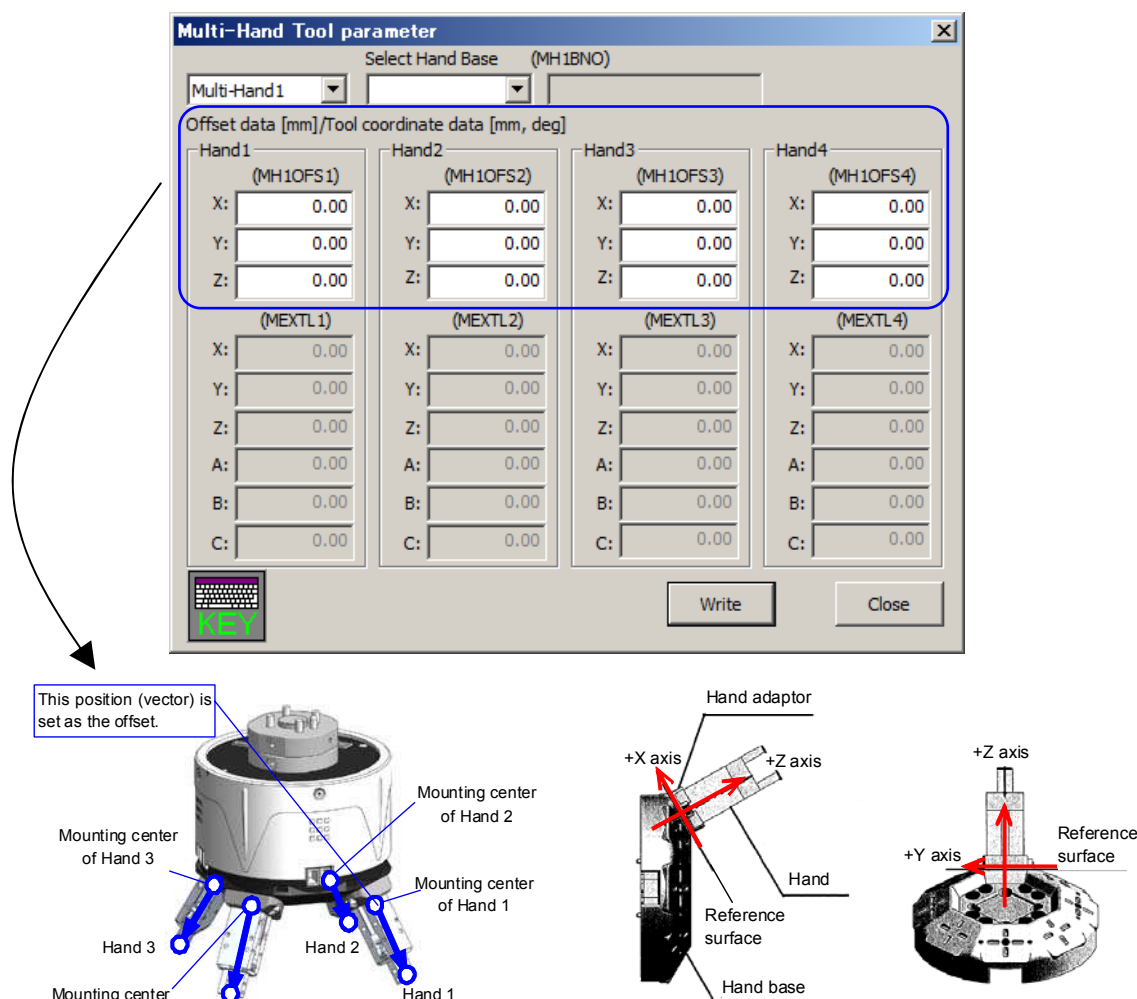 Multi-Hand Tool parameter
Select Hand Base (MH1BNO)
Multi-Hand1
Offset data [mm]/Tool coordinate data [mm, deg]
Hand1 Hand2 Hand3 Hand4
(MH1OFS1) (MH1OFS2) (MH1OFS3) (MH1OFS4)
X: 0.00 X: 0.00 X: 0.00 X: 0.00
Y: 0.00 Y: 0.00 Y: 0.00 Y: 0.00
Z: 0.00 Z: 0.00 Z: 0.00 Z: 0.00
(MEXTL1) (MEXTL2) (MEXTL3) (MEXTL4)
X: 0.00 X: 0.00 X: 0.00 X: 0.00
Y: 0.00 Y: 0.00 Y: 0.00 Y: 0.00
Z: 0.00 Z: 0.00 Z: 0.00 Z: 0.00
A: 0.00 A: 0.00 A: 0.00 A: 0.00
B: 0.00 B: 0.00 B: 0.00 B: 0.00
C: 0.00 C: 0.00 C: 0.00 C: 0.00
KEY
Write
Close
This position (vector) is
set as the offset.
Mounting center
of Hand 2
Mounting center
of Hand 3
Mounting center
of Hand 1
Hand 3
Hand 2
Mounting center
Hand 1
Hand adaptor
+X axis
+Z axis
Hand
Reference
surface
Hand base
+Z axis
+Y axis
Reference
surface